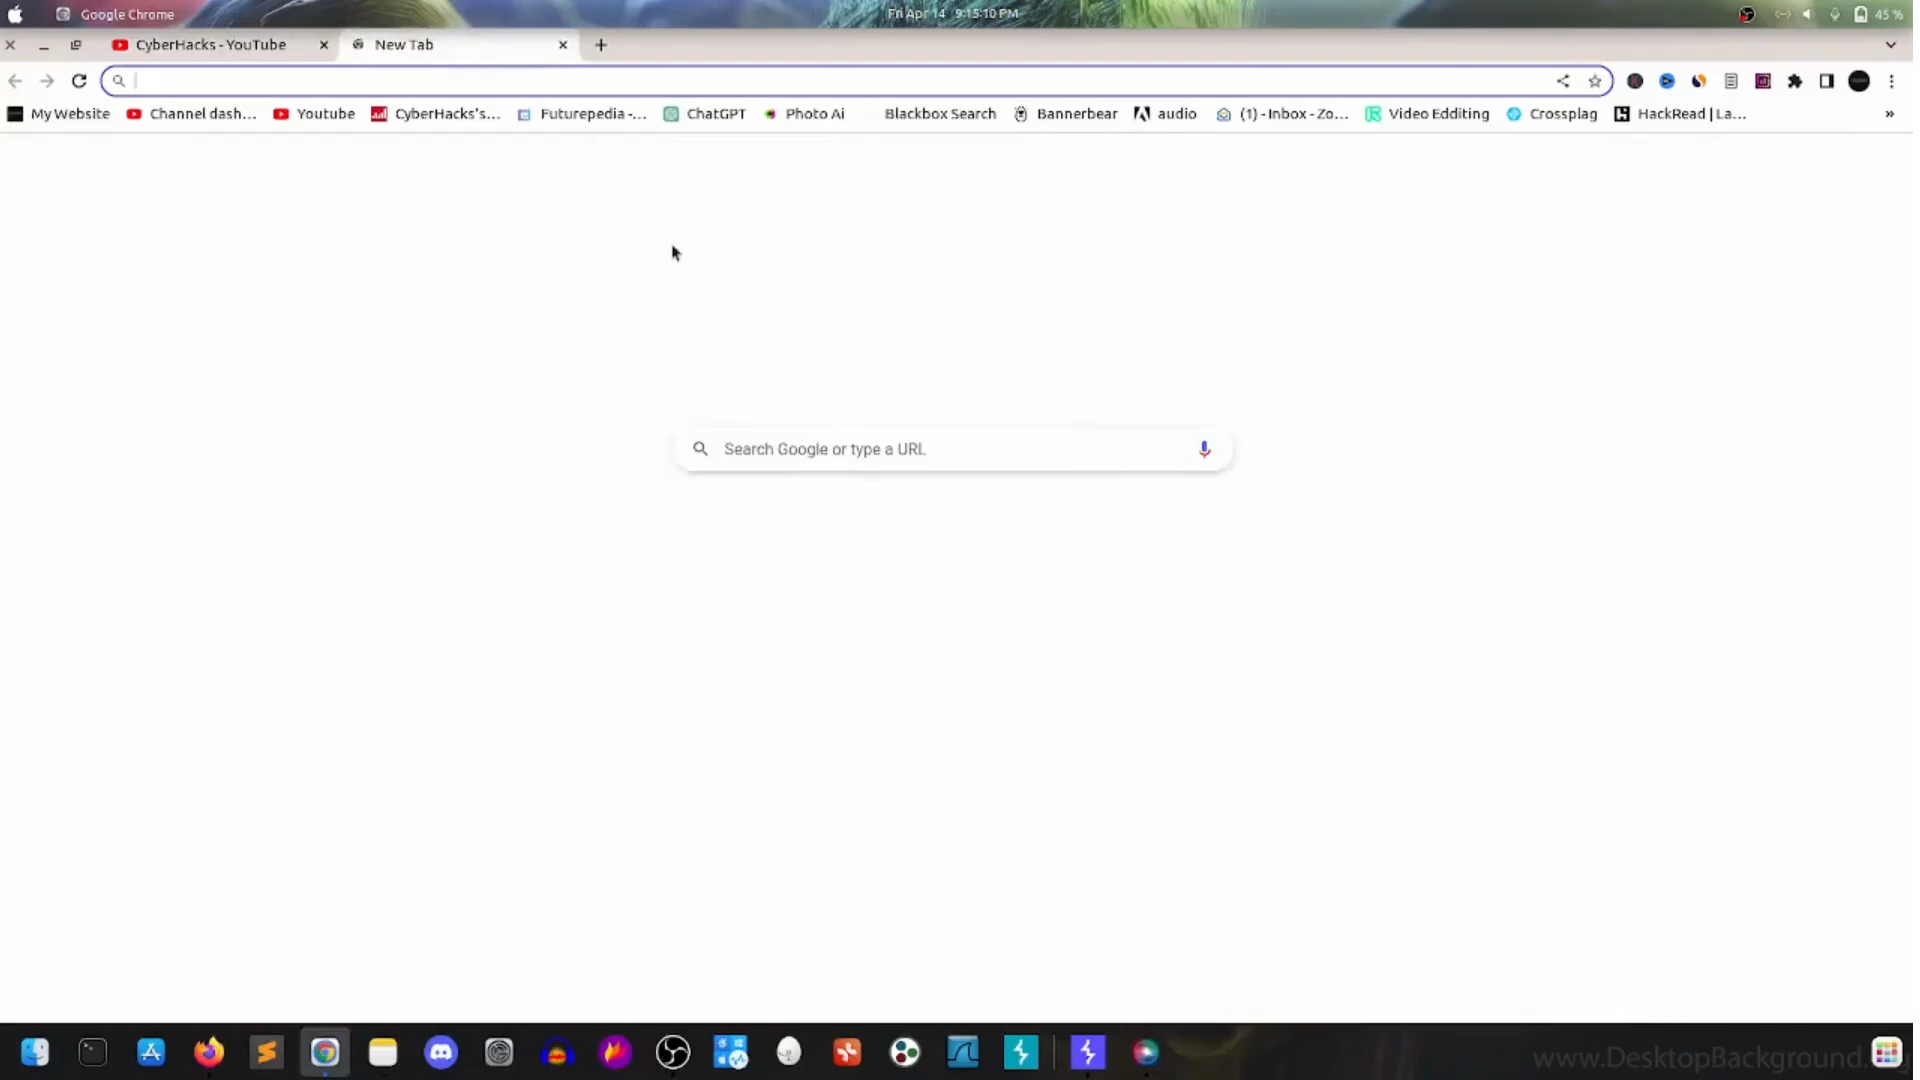 Google Chrome
Fri Apr 14 9:15:10 PM
45 %
CyberHacks - YouTube
New Tab
My Website
Channel dash...
Youtube
CyberHacks's...
Futurepedia -...
ChatGPT
Photo Ai
Blackbox Search
Bannerbear
audio
(1) - Inbox - Zo...
Video Edditing
Crossplag
HackRead | La...
»
Search Google or type a URL
www.DesktopBackground.